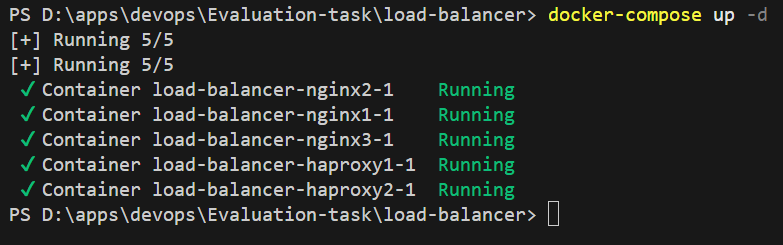 PS D:\apps\devops\Evaluation-task\load-balancer> docker-compose up -d
[+] Running 5/5
[+] Running 5/5
✔ Container load-balancer-nginx2-1    Running
✔ Container load-balancer-nginx1-1    Running
✔ Container load-balancer-nginx3-1    Running
✔ Container load-balancer-haproxy1-1  Running
✔ Container load-balancer-haproxy2-1  Running
PS D:\apps\devops\Evaluation-task\load-balancer>